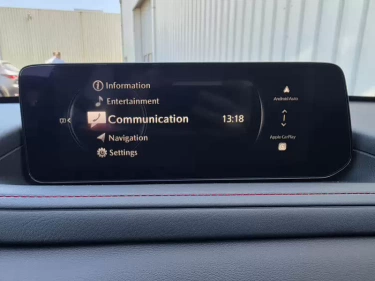 Information
Entertainment
Communication
13:18
Navigation
Settings
Android Auto
Apple CarPlay